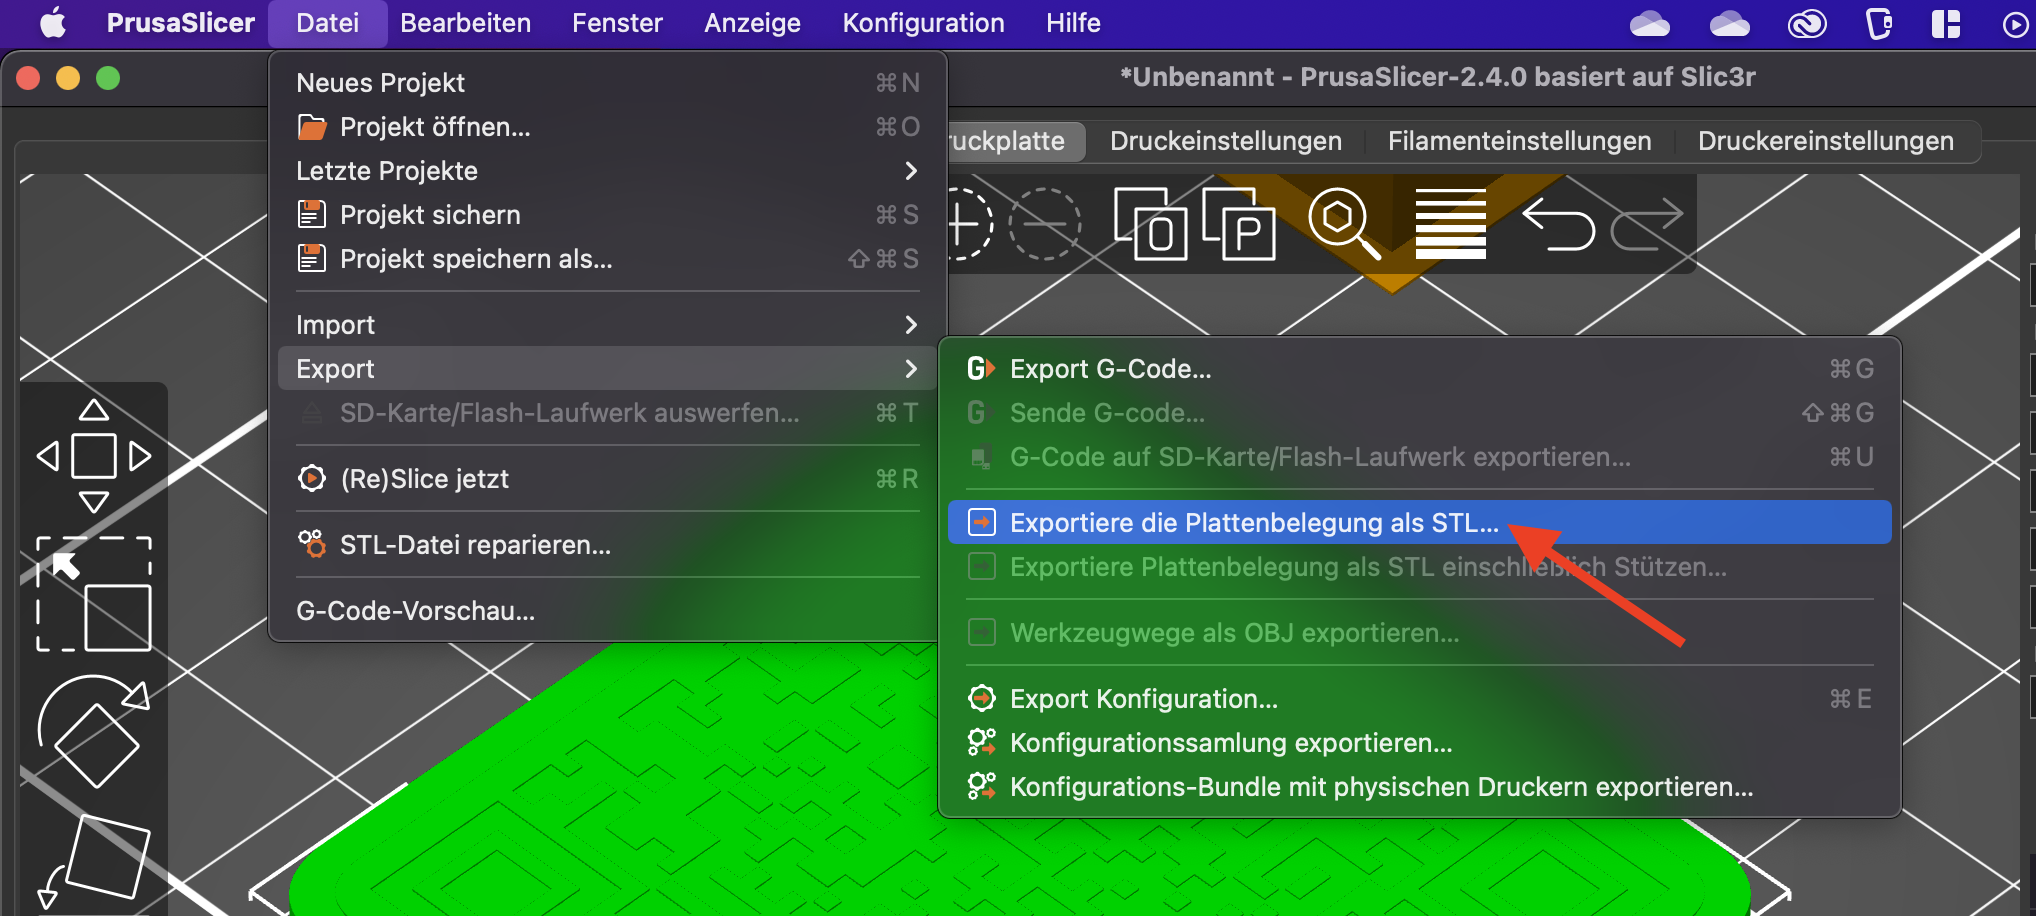 PrusaSlicer Datei Bearbeiten Fenster Anzeige Konfiguration Hilfe
*Unbenannt - PrusaSlicer-2.4.0 basiert auf Slic3r
ruckplatte Druckeinstellungen Filamenteinstellungen Druckereinstellungen
Neues Projekt ⌘N
Projekt öffnen... ⌘O
Letzte Projekte
Projekt sichern ⌘S
Projekt speichern als... ⇧⌘S
Import
Export
SD-Karte/Flash-Laufwerk auswerfen... ⌘T
(Re)Slice jetzt ⌘R
STL-Datei reparieren...
G-Code-Vorschau...
O P
G Export G-Code... ⌘G
G Sende G-code... ⇧⌘G
G-Code auf SD-Karte/Flash-Laufwerk exportieren... ⌘U
Exportiere die Plattenbelegung als STL...
Exportiere Plattenbelegung als STL einschließlich Stützen...
Werkzeugwege als OBJ exportieren...
Export Konfiguration... ⌘E
Konfigurationssamlung exportieren...
Konfigurations-Bundle mit physischen Druckern exportieren...